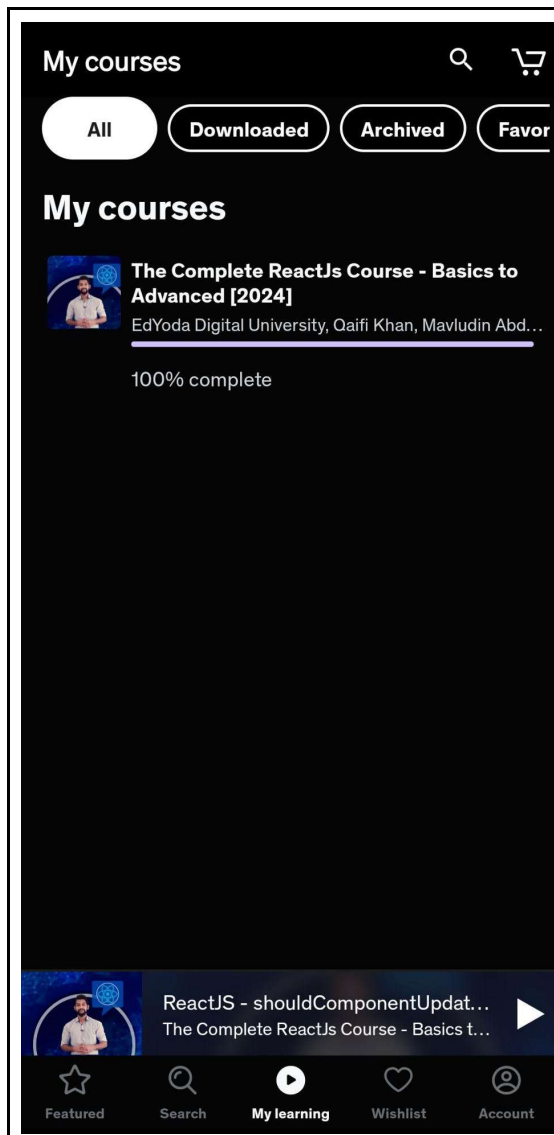 My courses
All
Downloaded
Archived
Favor
My courses
The Complete ReactJs Course - Basics to
Advanced [2024]
EdYoda Digital University, Qaifi Khan, Mavludin Abd...
100% complete
ReactJS - shouldComponentUpdat...
The Complete ReactJs Course - Basics t...
Featured
Search
My learning
Wishlist
Account